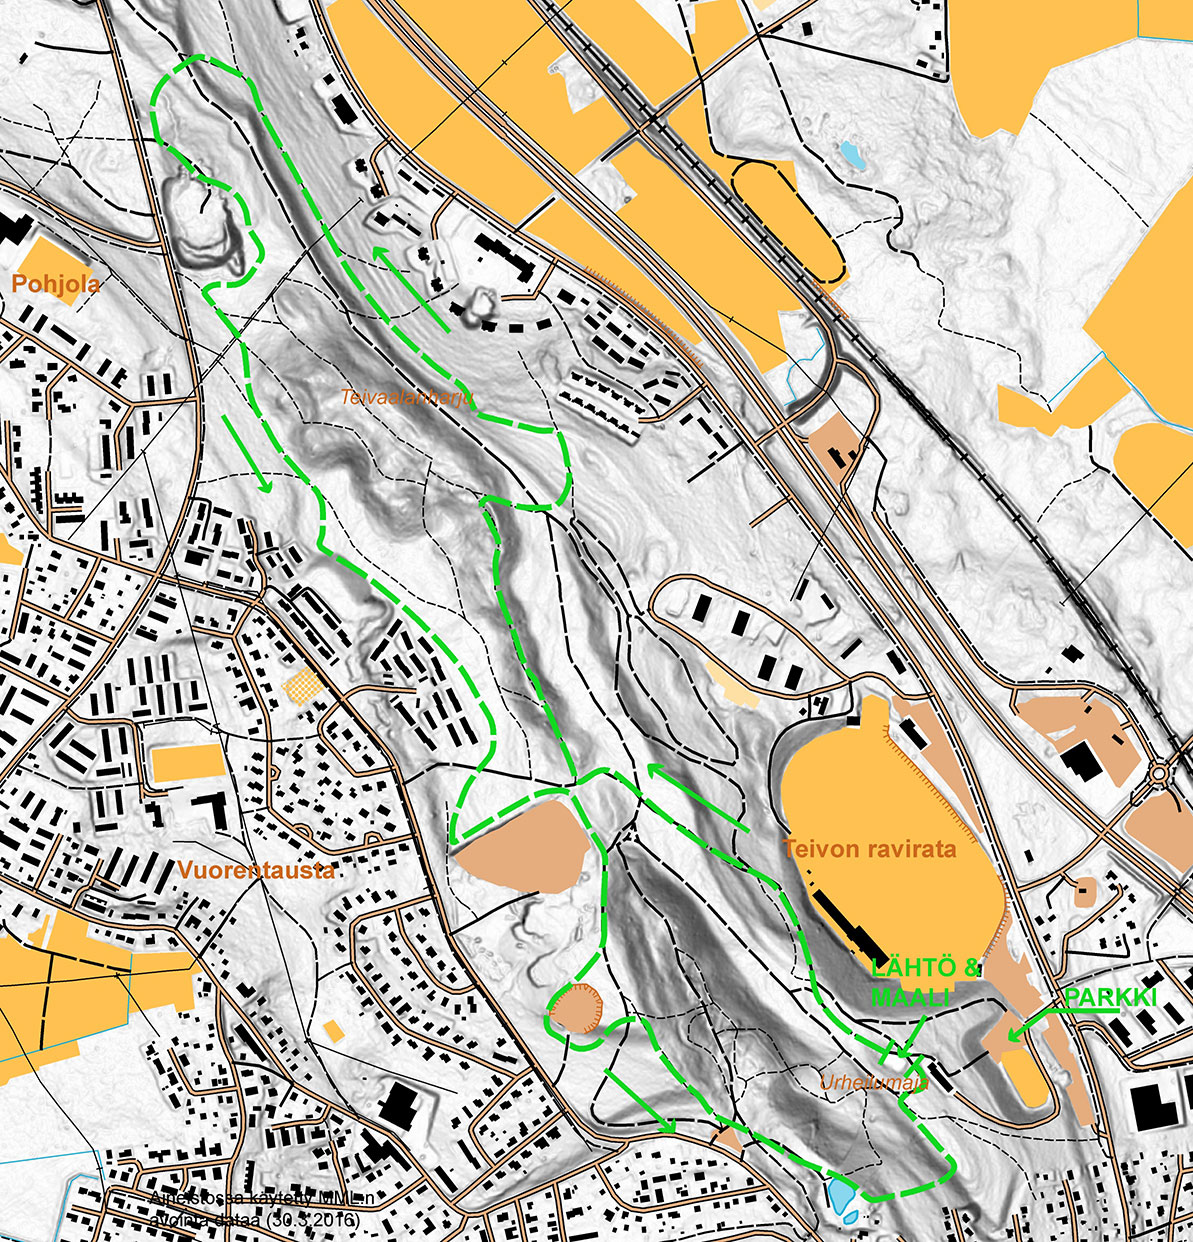 Pohjola
Teivaalanharju
Teivon ravirata
Vuorentausta
LÄHTÖ &
MAALI
PARKKI
Urheilumaja
Aineistossa käytetty MML:n
avointa dataa (30.3.2016)